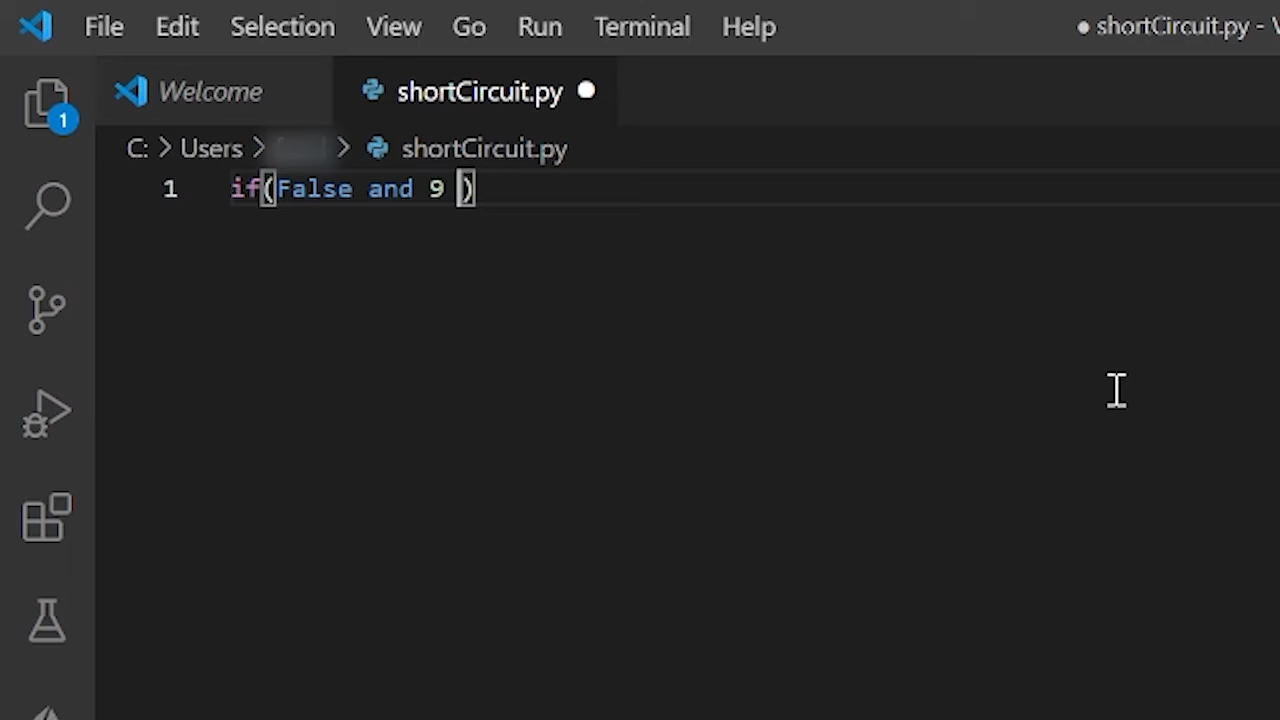 File Edit Selection View Go Run Terminal Help ● shortCircuit.py -
Welcome shortCircuit.py
1
C: > Users > > shortCircuit.py
1 if(False and 9 )